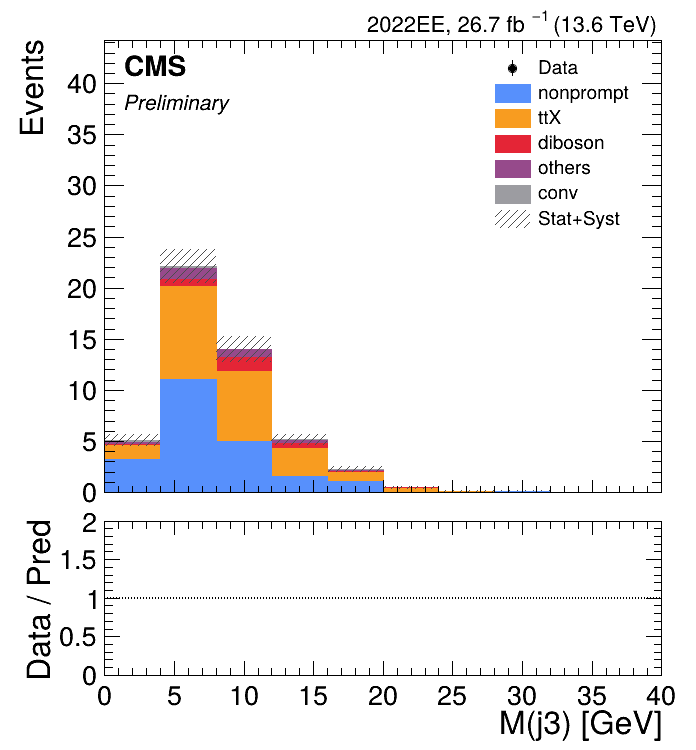 2022EE, 26.7 fb⁻¹ (13.6 TeV)
CMS
Preliminary
Events
Data
nonprompt
ttX
diboson
others
conv
Stat+Syst
40
35
30
25
20
15
10
5
0
Data / Pred
2
1.5
1
0.5
0
0 5 10 15 20 25 30 35 40
M(j3) [GeV]